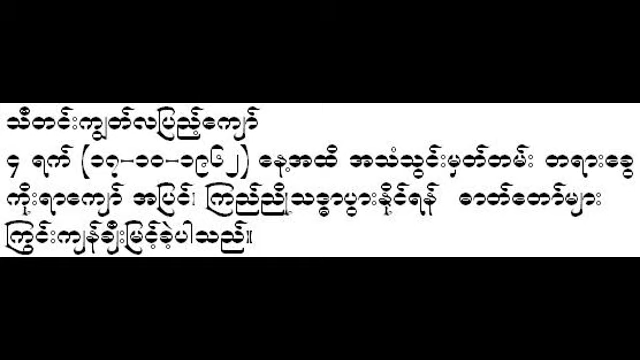 သီတင်းကျွတ်လပြည့်ကျော်
၄ ရက် (၁၇-၁၀-၁၉၆၂) နေ့အထိ အသံသွင်းမှတ်တမ်း တရားခွေ
ကိုးရာကျော် အပြင်၊ ကြည်ညိုသဒ္ဓာပွားနိုင်ရန် ဓာတ်တော်များ
ကြွင်းကျန်ချီးမြှင့်ခဲ့ပါသည်။